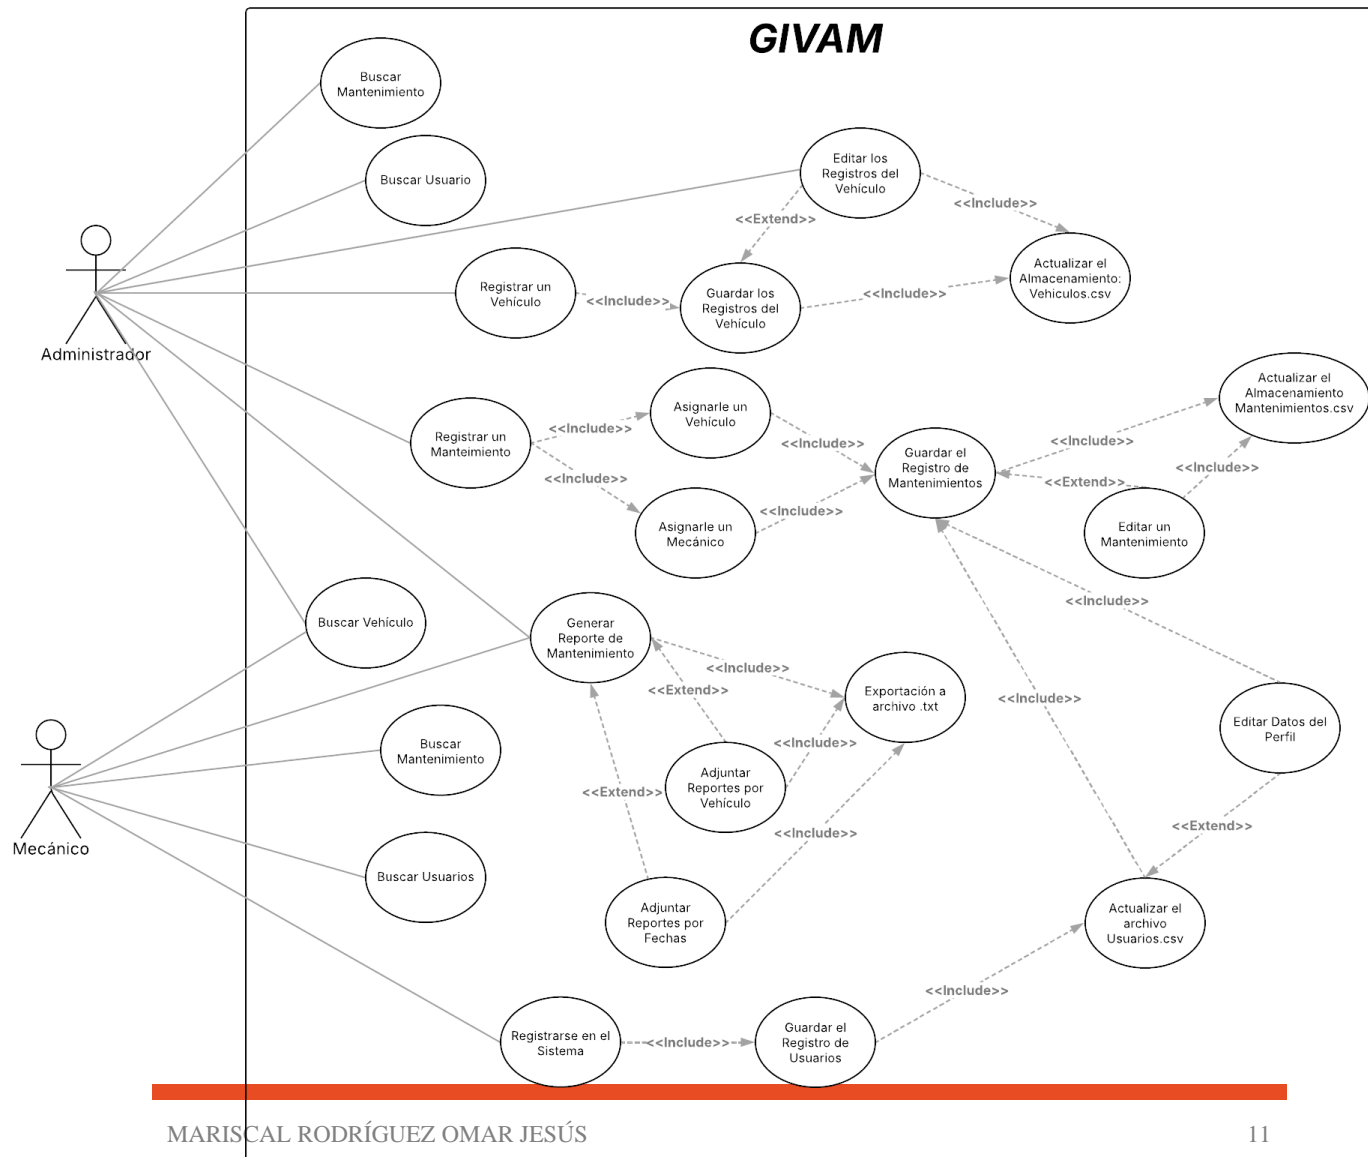 GIVAM
Buscar
Mantenimiento
Buscar Usuario
Editar los
Registros del
Vehículo
<<Extend>>
<<Include>>
Administrador
Registrar un
Vehículo
<<Include>>
Guardar los
Registros del
Vehículo
<<Include>>
Actualizar el
Almacenamiento:
Vehiculos.csv
Registrar un
Manteimiento
<<Include>>
<<Include>>
Asignarle un
Vehículo
Asignarle un
Mecánico
<<Include>>
<<Include>>
Guardar el
Registro de
Mantenimientos
<<Include>>
<<Extend>>
<<Include>>
Actualizar el
Almacenamiento
Mantenimientos.csv
Editar un
Mantenimiento
<<Include>>
<<Include>>
Buscar Vehículo
Generar
Reporte de
Mantenimiento
<<Include>>
<<Extend>>
<<Include>>
<<Extend>>
<<Include>>
Exportación a
archivo .txt
Editar Datos del
Perfil
<<Extend>>
Mecánico
Buscar
Mantenimiento
Adjuntar
Reportes por
Vehículo
Buscar Usuarios
Adjuntar
Reportes por
Fechas
Actualizar el
archivo
Usuarios.csv
<<Include>>
Registrarse en el
Sistema
<<Include>>
Guardar el
Registro de
Usuarios
MARISCAL RODRÍGUEZ OMAR JESÚS
11